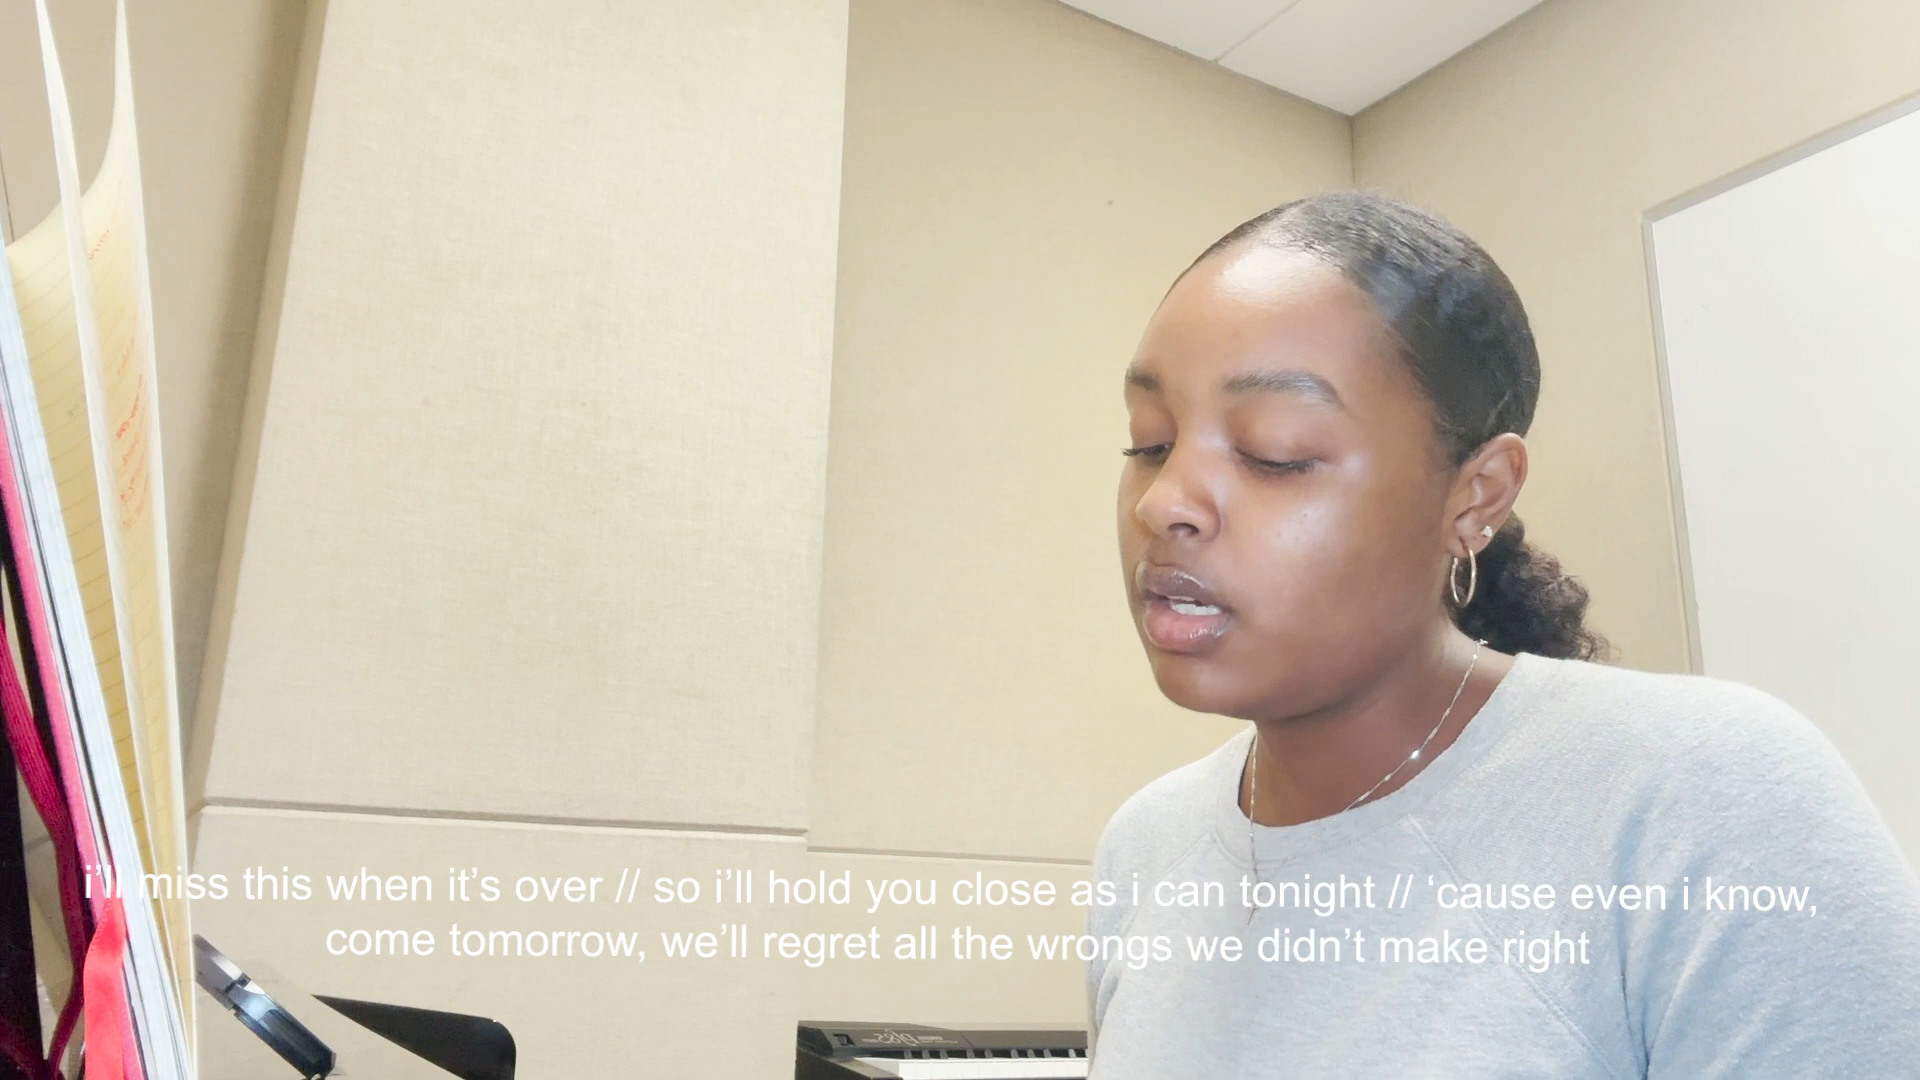 i’ll miss this when it’s over // so i’ll hold you close as i can tonight // ‘cause even i know,
come tomorrow, we’ll regret all the wrongs we didn’t make right